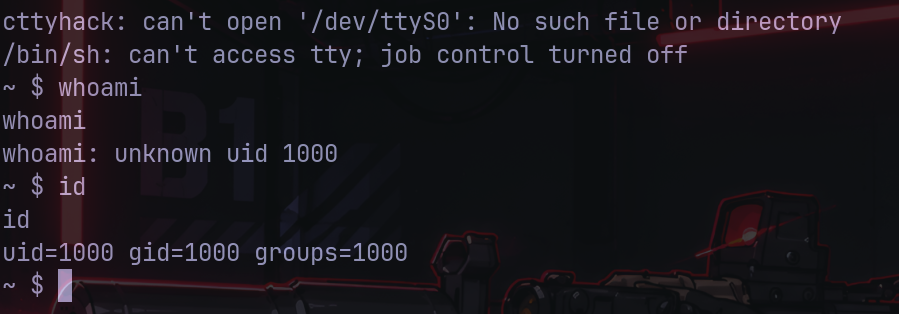 cttyhack: can't open '/dev/ttyS0': No such file or directory
/bin/sh: can't access tty; job control turned off
~ $ whoami
whoami
whoami: unknown uid 1000
~ $ id
id
uid=1000 gid=1000 groups=1000
~ $
B1